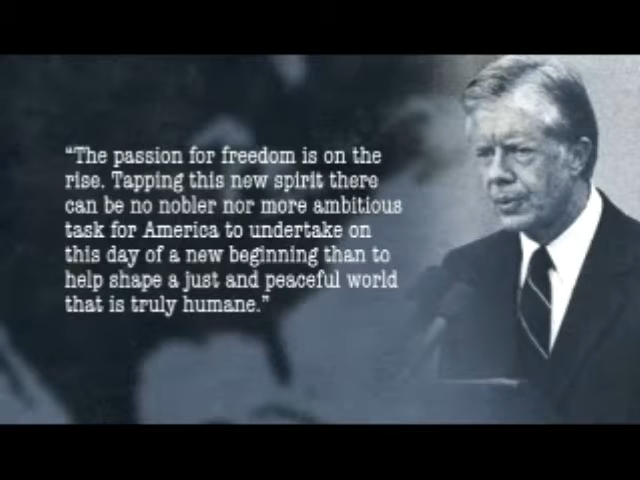 “The passion for freedom is on the
rise. Tapping this new spirit there
can be no nobler nor more ambitious
task for America to undertake on
this day of a new beginning than to
help shape a just and peaceful world
that is truly humane.”